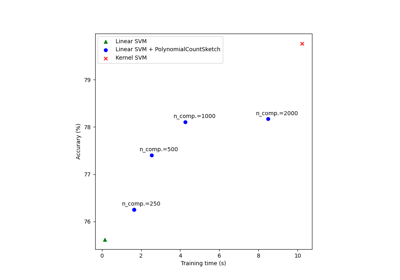 Linear SVM
Linear SVM + PolynomialCountSketch
Kernel SVM
79
78
77
76
Accurary (%)
n_comp.=1000
n_comp.=2000
n_comp.=500
n_comp.=250
0 2 4 6 8 10
Training time (s)